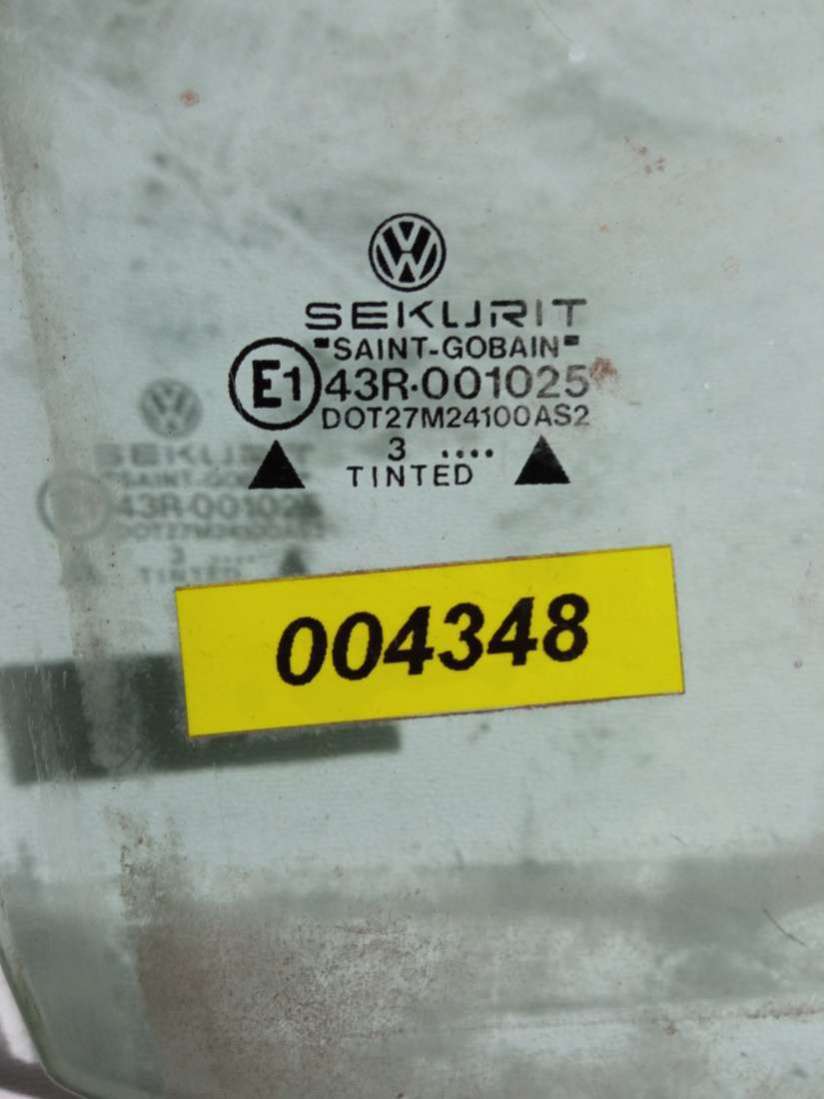 SEKURIT
"SAINT-GOBAIN"
E1 43R·001025
DOT27M24100AS2
3 ....
TINTED
004348